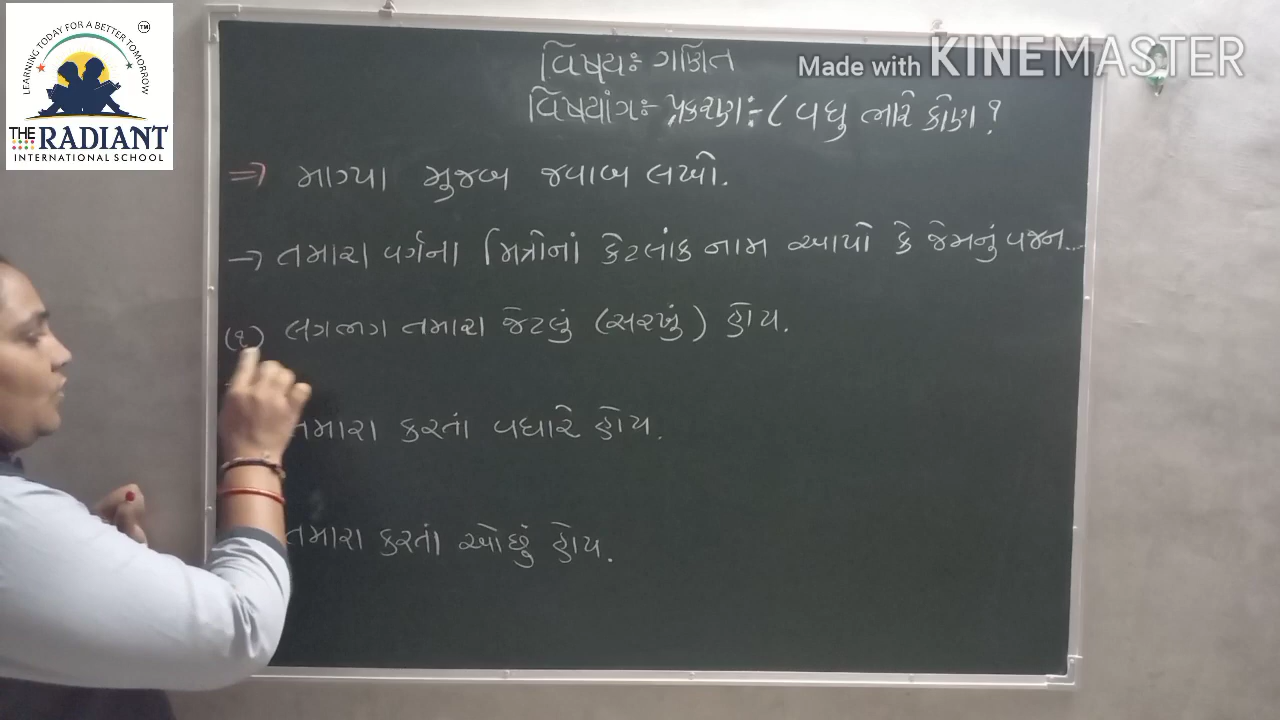 LEARNING TODAY FOR A BETTER TOMORROW
TM
THE RADIANT
INTERNATIONAL SCHOOL
Made with KINEMASTER
વિષયઃ ગણિત
વિષયાંગઃ- પ્રકરણઃ-૮ વધુ ભારે કોણ ?
⇒ માગ્યા મુજબ જવાબ લખો.
→ તમારા વર્ગના મિત્રોનાં કેટલાંક નામ આપો કે જેમનું વજન...
(૧) લગભગ તમારા જેટલું (સરખું) હોય.
તમારા કરતાં વધારે હોય.
તમારા કરતાં ઓછું હોય.